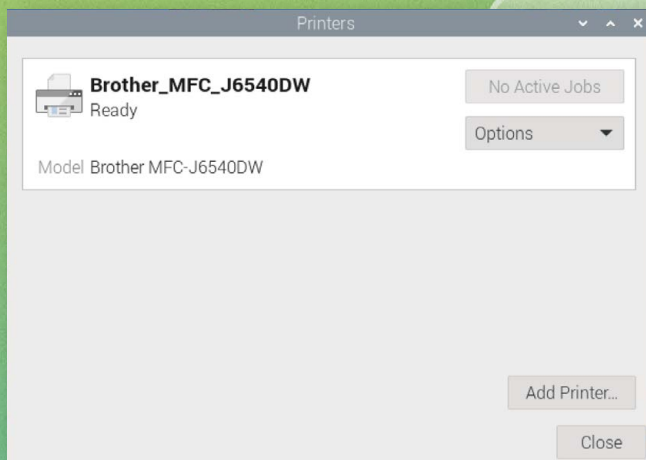 Printers
Brother_MFC_J6540DW
Ready
No Active Jobs
Options
Model Brother MFC-J6540DW
Add Printer...
Close